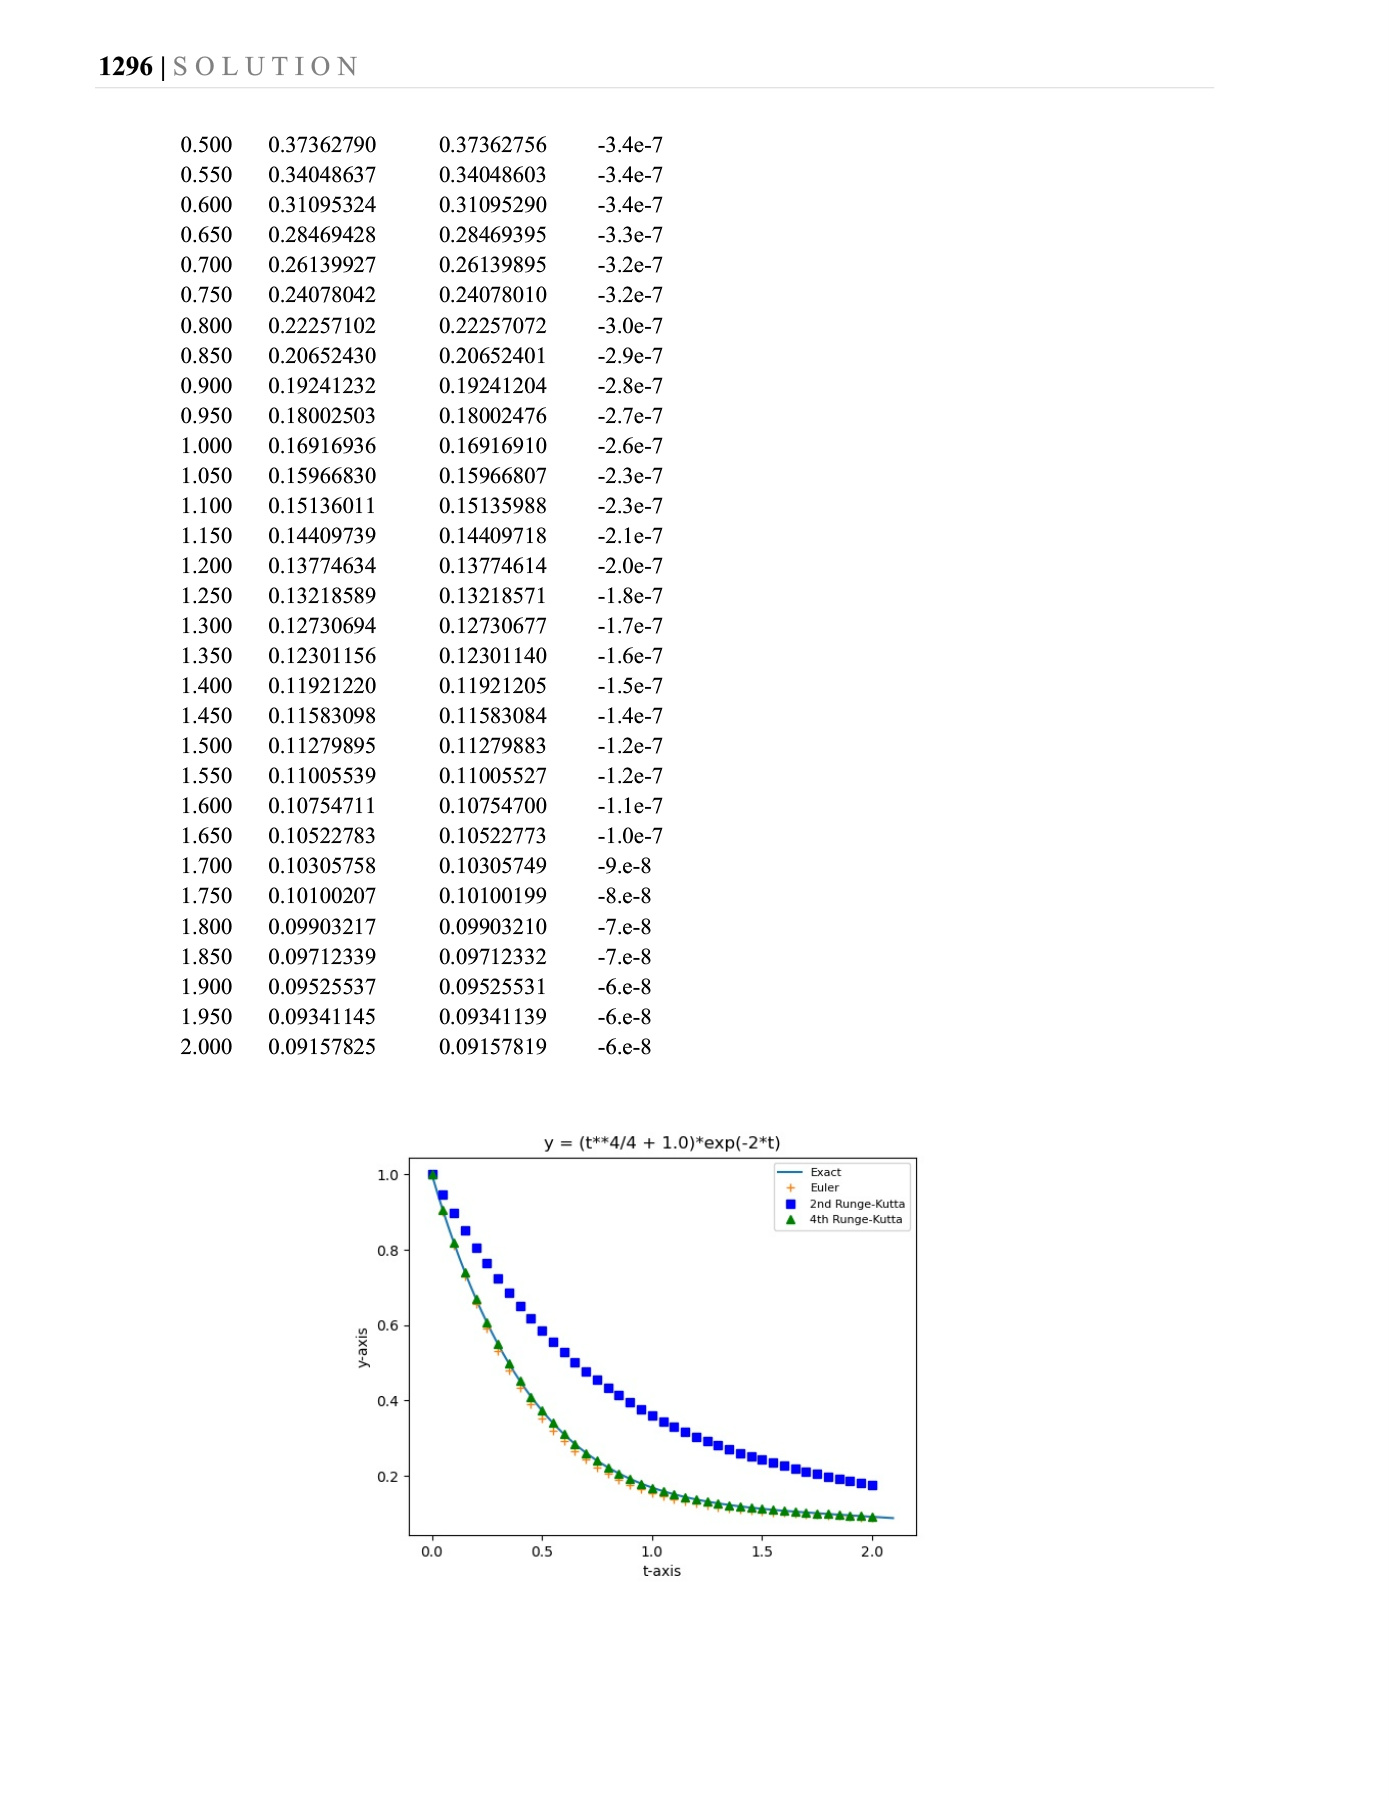 1296 | S O L U T I O N
0.500 0.37362790 0.37362756 -3.4e-7
0.550 0.34048637 0.34048603 -3.4e-7
0.600 0.31095324 0.31095290 -3.4e-7
0.650 0.28469428 0.28469395 -3.3e-7
0.700 0.26139927 0.26139895 -3.2e-7
0.750 0.24078042 0.24078010 -3.2e-7
0.800 0.22257102 0.22257072 -3.0e-7
0.850 0.20652430 0.20652401 -2.9e-7
0.900 0.19241232 0.19241204 -2.8e-7
0.950 0.18002503 0.18002476 -2.7e-7
1.000 0.16916936 0.16916910 -2.6e-7
1.050 0.15966830 0.15966807 -2.3e-7
1.100 0.15136011 0.15135988 -2.3e-7
1.150 0.14409739 0.14409718 -2.1e-7
1.200 0.13774634 0.13774614 -2.0e-7
1.250 0.13218589 0.13218571 -1.8e-7
1.300 0.12730694 0.12730677 -1.7e-7
1.350 0.12301156 0.12301140 -1.6e-7
1.400 0.11921220 0.11921205 -1.5e-7
1.450 0.11583098 0.11583084 -1.4e-7
1.500 0.11279895 0.11279883 -1.2e-7
1.550 0.11005539 0.11005527 -1.2e-7
1.600 0.10754711 0.10754700 -1.1e-7
1.650 0.10522783 0.10522773 -1.0e-7
1.700 0.10305758 0.10305749 -9.e-8
1.750 0.10100207 0.10100199 -8.e-8
1.800 0.09903217 0.09903210 -7.e-8
1.850 0.09712339 0.09712332 -7.e-8
1.900 0.09525537 0.09525531 -6.e-8
1.950 0.09341145 0.09341139 -6.e-8
2.000 0.09157825 0.09157819 -6.e-8
y = (t**4/4 + 1.0)*exp(-2*t)
Exact
Euler
2nd Runge-Kutta
4th Runge-Kutta
1.0
0.8
0.6
0.4
0.2
y-axis
0.0 0.5 1.0 1.5 2.0
t-axis